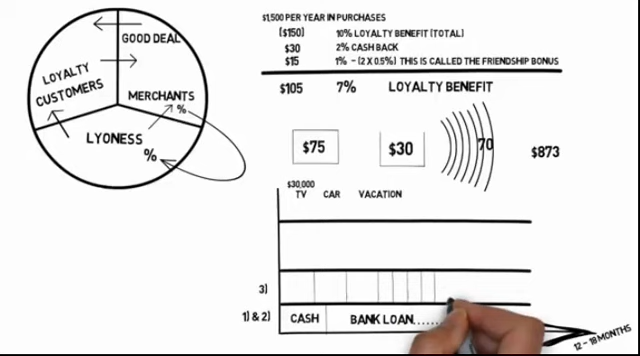 GOOD DEAL
LOYALTY
CUSTOMERS
MERCHANTS
%
LYONESS
%
$1,500 PER YEAR IN PURCHASES
($150) 10% LOYALTY BENEFIT (TOTAL)
$30 2% CASH BACK
$15 1% - (2 X 0.5%) THIS IS CALLED THE FRIENDSHIP BONUS
$105 7% LOYALTY BENEFIT
$75 $30 70 $873
$30,000
TV CAR VACATION
3)
1) & 2) CASH BANK LOAN......
12 - 18 MONTHS